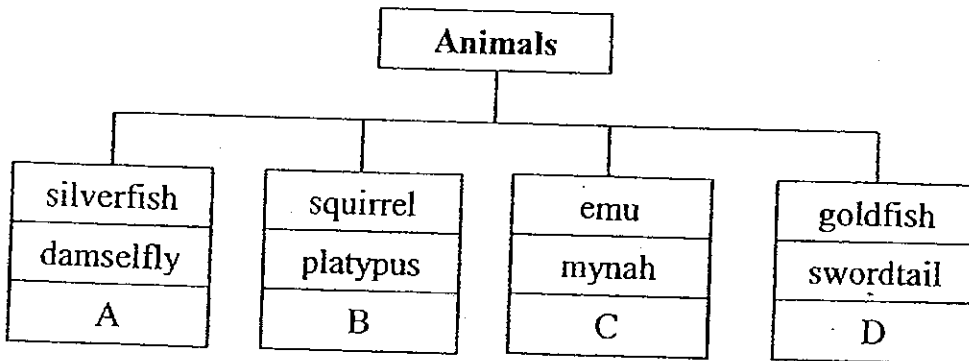 Animals
silverfish
damselfly
A
squirrel
platypus
B
emu
mynah
C
goldfish
swordtail
D